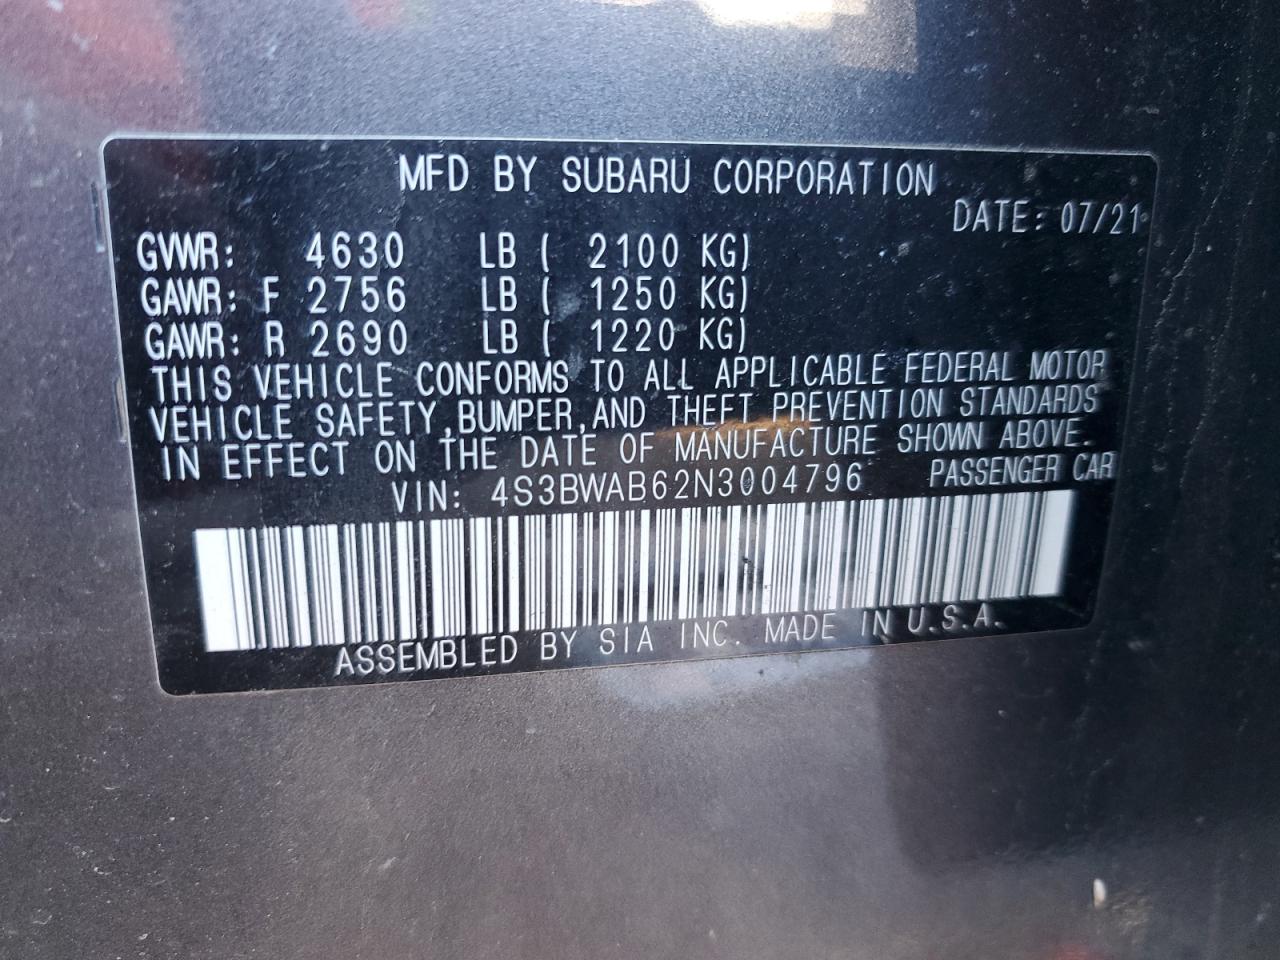 MFD BY SUBARU CORPORATION
DATE: 07/21
GVWR: 4630 LB ( 2100 KG)
GAWR: F 2756 LB ( 1250 KG)
GAWR: R 2690 LB ( 1220 KG)
THIS VEHICLE CONFORMS TO ALL APPLICABLE FEDERAL MOTOR
VEHICLE SAFETY,BUMPER,AND THEFT PREVENTION STANDARDS
IN EFFECT ON THE DATE OF MANUFACTURE SHOWN ABOVE.
VIN: 4S3BWAB62N3004796 PASSENGER CAR
ASSEMBLED BY SIA INC. MADE IN U.S.A.